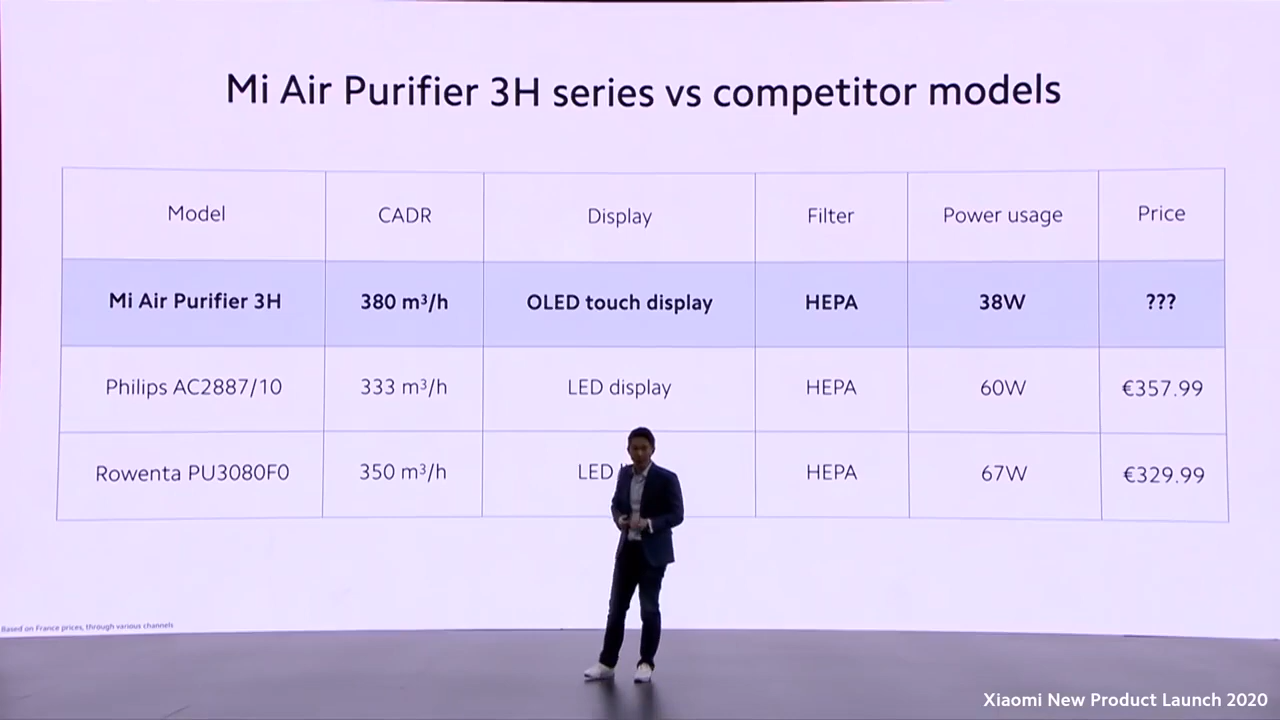 Mi Air Purifier 3H series vs competitor models
Model CADR Display Filter Power usage Price
Mi Air Purifier 3H 380 m³/h OLED touch display HEPA 38W ???
Philips AC2887/10 333 m³/h LED display HEPA 60W €357.99
Rowenta PU3080F0 350 m³/h LED HEPA 67W €329.99
Based on France prices, through various channels
Xiaomi New Product Launch 2020